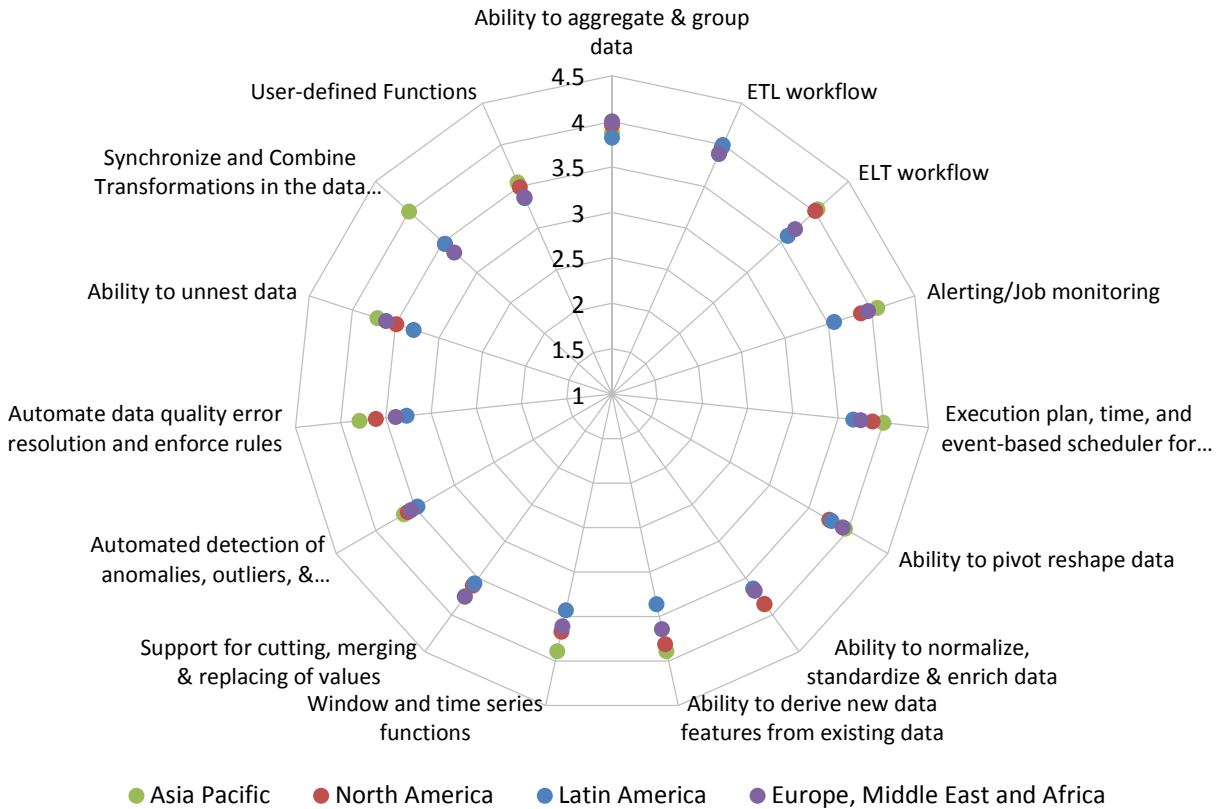 Ability to aggregate & group
data
ETL workflow
ELT workflow
Alerting/Job monitoring
Execution plan, time, and
event-based scheduler for...
Ability to pivot reshape data
Ability to normalize,
standardize & enrich data
Ability to derive new data
features from existing data
Window and time series
functions
Support for cutting, merging
& replacing of values
Automated detection of
anomalies, outliers, &...
Automate data quality error
resolution and enforce rules
Ability to unnest data
Synchronize and Combine
Transformations in the data...
User-defined Functions
4.5
4
3.5
3
2.5
2
1.5
1
Asia Pacific North America Latin America Europe, Middle East and Africa